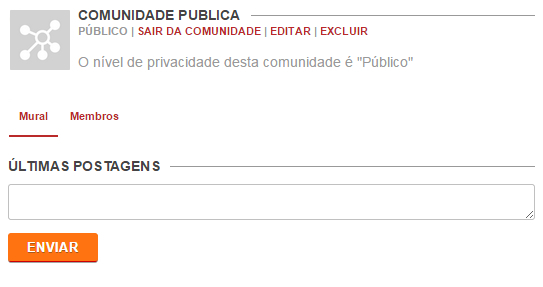 COMUNIDADE PUBLICA
PÚBLICO | SAIR DA COMUNIDADE | EDITAR | EXCLUIR
O nível de privacidade desta comunidade é "Público"
Mural Membros
ÚLTIMAS POSTAGENS
ENVIAR